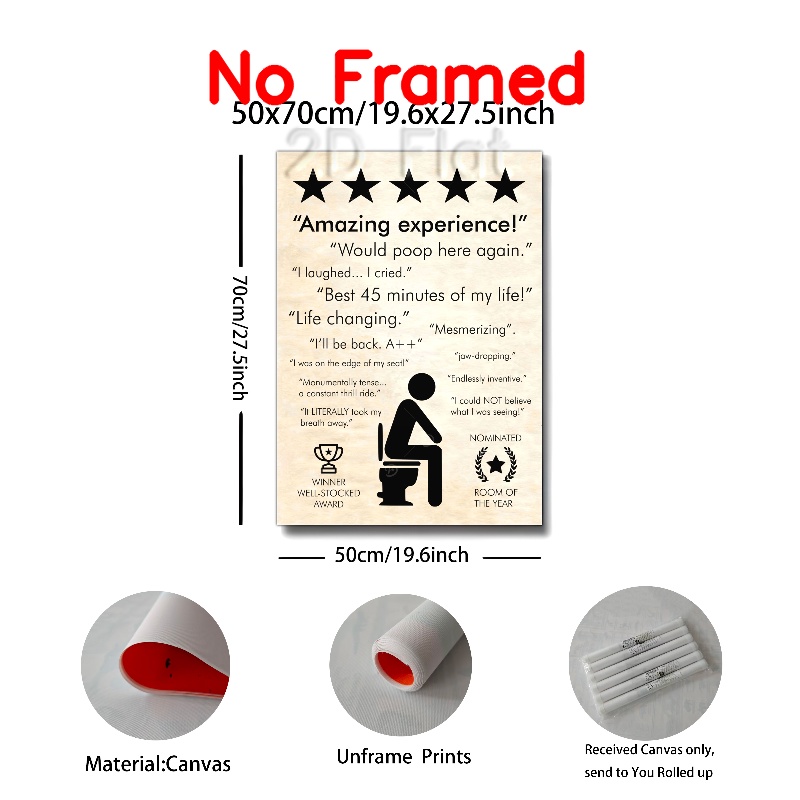 No Framed
50x70cm/19.6x27.5inch
2D Flat
“Amazing experience!”
“Would poop here again.”
“I laughed... I cried.”
“Best 45 minutes of my life!”
“Life changing.”
“Mesmerizing”.
“I’ll be back. A++”
“jaw-dropping.”
“I was on the edge of my seat!”
“Monumentally tense...
a constant thrill ride.”
“Endlessly inventive.”
“I could NOT believe
what I was seeing!”
“It LITERALLY took my
breath away.”
WINNER
WELL-STOCKED
AWARD
NOMINATED
ROOM OF
THE YEAR
70cm/27.5inch
50cm/19.6inch
Material:Canvas
Unframe Prints
Received Canvas only,
send to You Rolled up